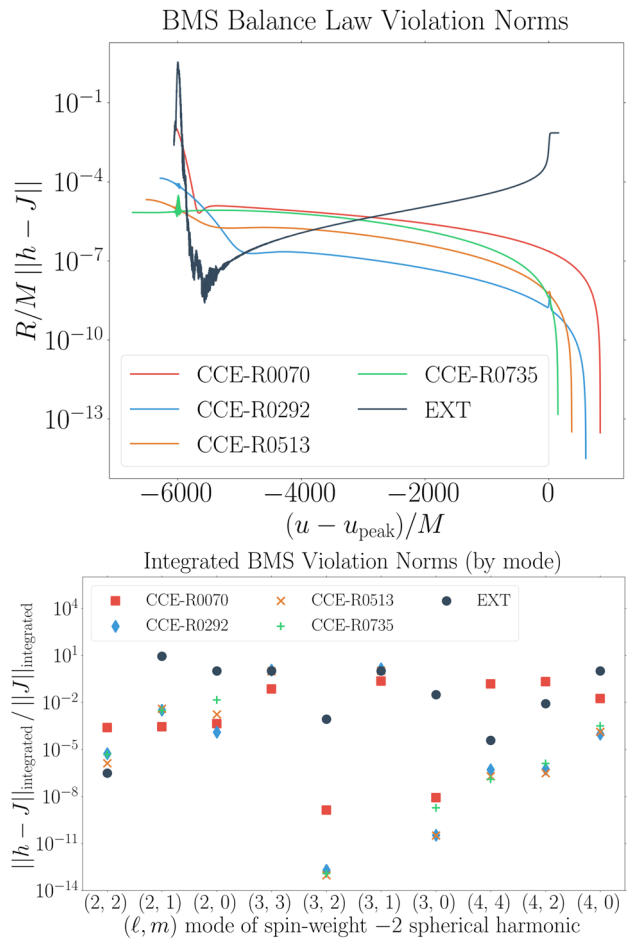 BMS Balance Law Violation Norms
R/M ||h − J||
10⁻¹
10⁻⁴
10⁻⁷
10⁻¹⁰
10⁻¹³
CCE-R0070
CCE-R0292
CCE-R0513
CCE-R0735
EXT
−6000 −4000 −2000 0
(u − u_peak)/M
Integrated BMS Violation Norms (by mode)
||h − J||_integrated / ||J||_integrated
10⁴
10¹
10⁻²
10⁻⁵
10⁻⁸
10⁻¹¹
10⁻¹⁴
CCE-R0070
CCE-R0292
CCE-R0513
CCE-R0735
EXT
(2, 2) (2, 1) (2, 0) (3, 3) (3, 2) (3, 1) (3, 0) (4, 4) (4, 2) (4, 0)
(ℓ, m) mode of spin-weight −2 spherical harmonic